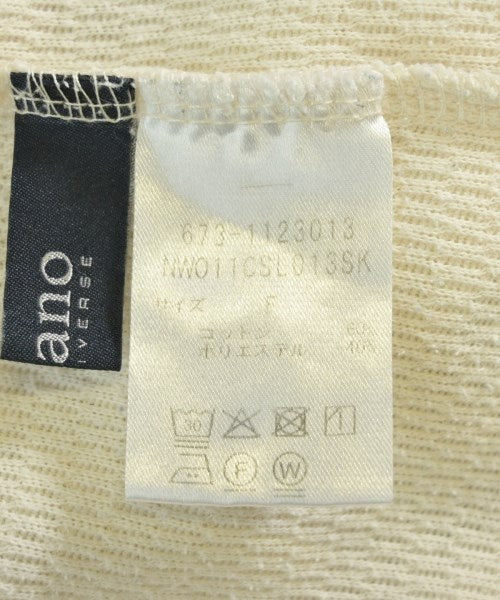 ano
IVERSE
673-1123013
NW011CSL013SK
サイズ F
コットン 60%
ポリエステル 40%
30
F W